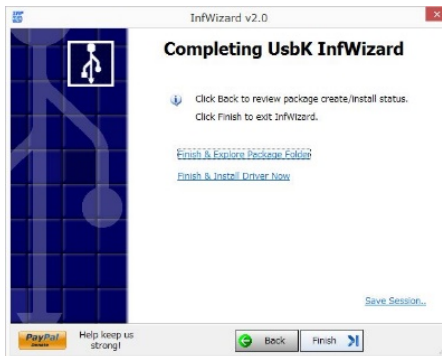 InfWizard v2.0
Completing UsbK InfWizard
Click Back to review package create/install status.
Click Finish to exit InfWizard.
Finish & Explore Package Folder
Finish & Install Driver Now
Save Session..
PayPal
Help keep us
strong!
Back
Finish